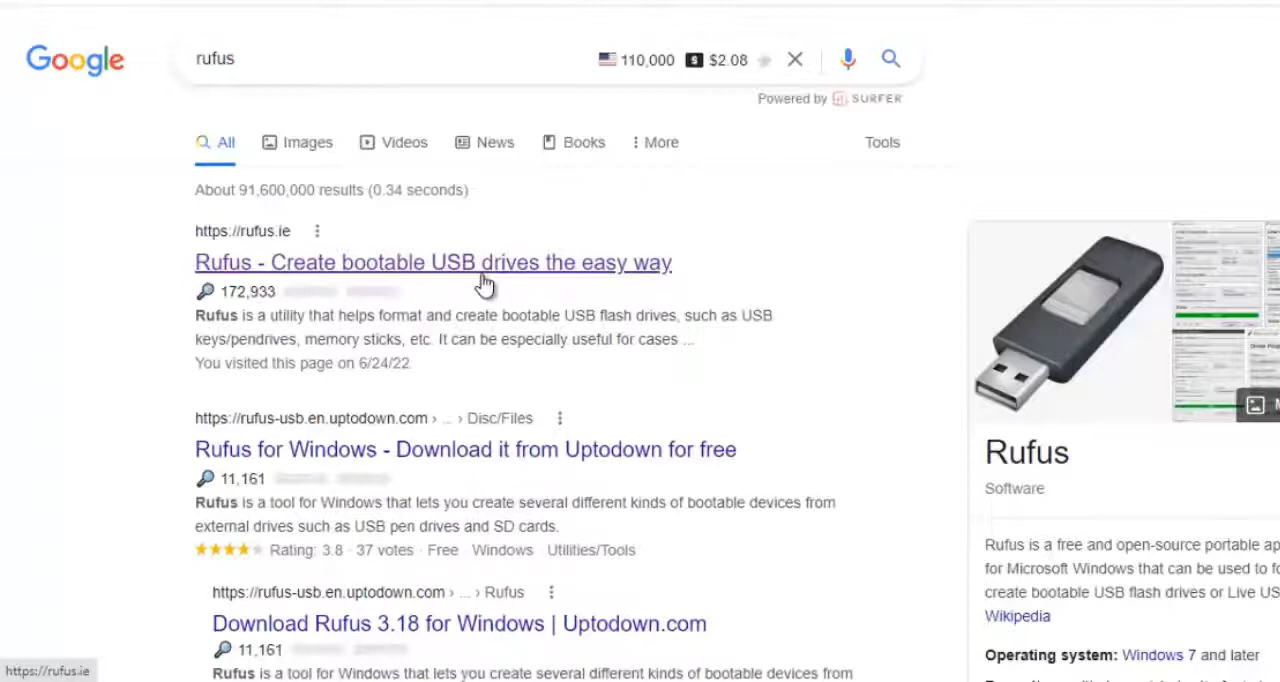 Google
rufus
110,000 $ $2.08
Powered by SURFER
All Images Videos News Books More Tools
About 91,600,000 results (0.34 seconds)
https://rufus.ie
Rufus - Create bootable USB drives the easy way
172,933
Rufus is a utility that helps format and create bootable USB flash drives, such as USB
keys/pendrives, memory sticks, etc. It can be especially useful for cases ...
You visited this page on 6/24/22.
https://rufus-usb.en.uptodown.com › ... › Disc/Files
Rufus for Windows - Download it from Uptodown for free
11,161
Rufus is a tool for Windows that lets you create several different kinds of bootable devices from
external drives such as USB pen drives and SD cards.
Rating: 3.8 · 37 votes · Free · Windows · Utilities/Tools
https://rufus-usb.en.uptodown.com › ... › Rufus
Download Rufus 3.18 for Windows | Uptodown.com
11,161
Rufus is a tool for Windows that lets you create several different kinds of bootable devices from
https://rufus.ie
Rufus
Software
Rufus is a free and open-source portable ap
for Microsoft Windows that can be used to fo
create bootable USB flash drives or Live US
Wikipedia
Operating system: Windows 7 and later